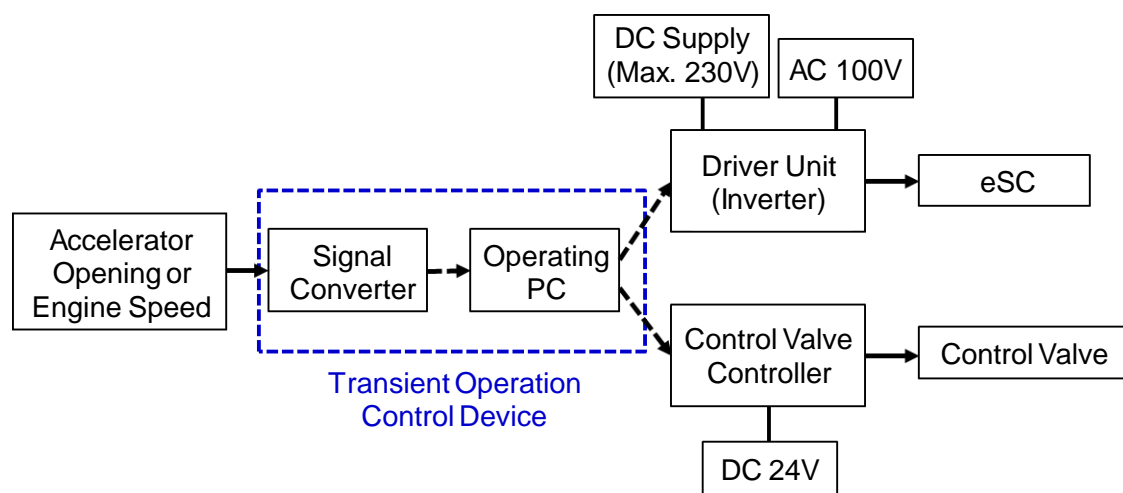 DC Supply
(Max. 230V)
AC 100V
Driver Unit
(Inverter)
eSC
Accelerator
Opening or
Engine Speed
Signal
Converter
Operating
PC
Control Valve
Controller
Control Valve
Transient Operation
Control Device
DC 24V